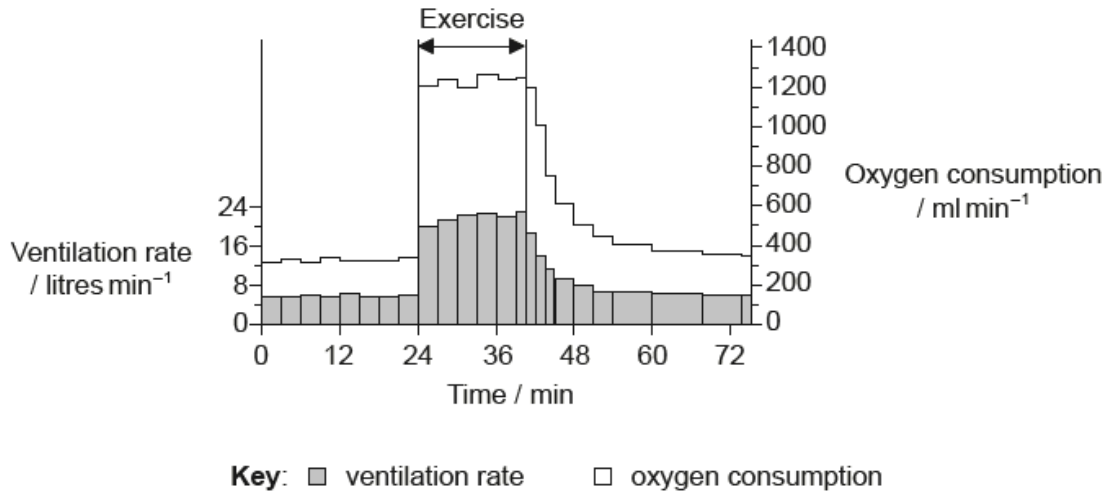 Exercise
1400
1200
1000
800
600
400
200
0
Oxygen consumption
/ ml min⁻¹
24
16
8
0
Ventilation rate
/ litres min⁻¹
0 12 24 36 48 60 72
Time / min
Key: ventilation rate oxygen consumption